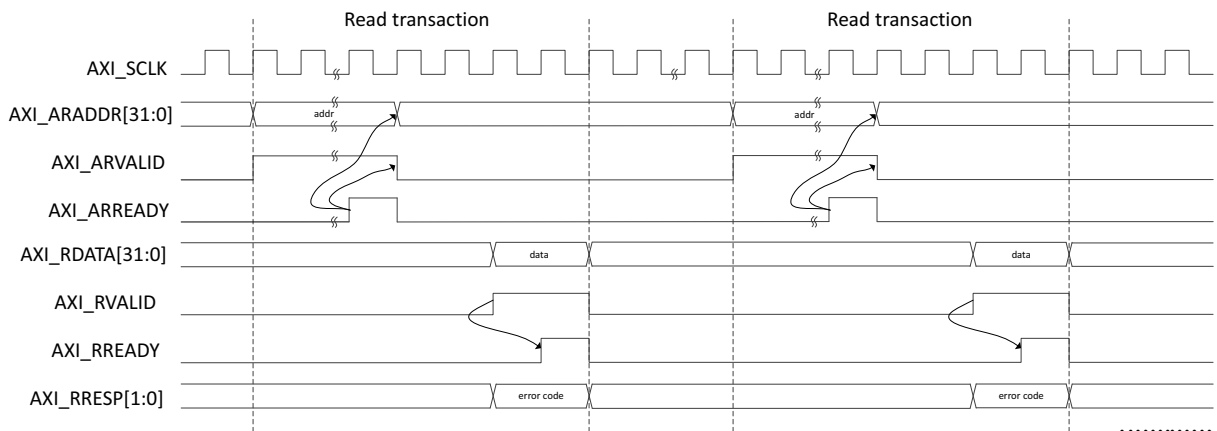 Read transaction Read transaction
AXI_SCLK
AXI_ARADDR[31:0] addr addr
AXI_ARVALID
AXI_ARREADY
AXI_RDATA[31:0] data data
AXI_RVALID
AXI_RREADY
AXI_RRESP[1:0] error code error code